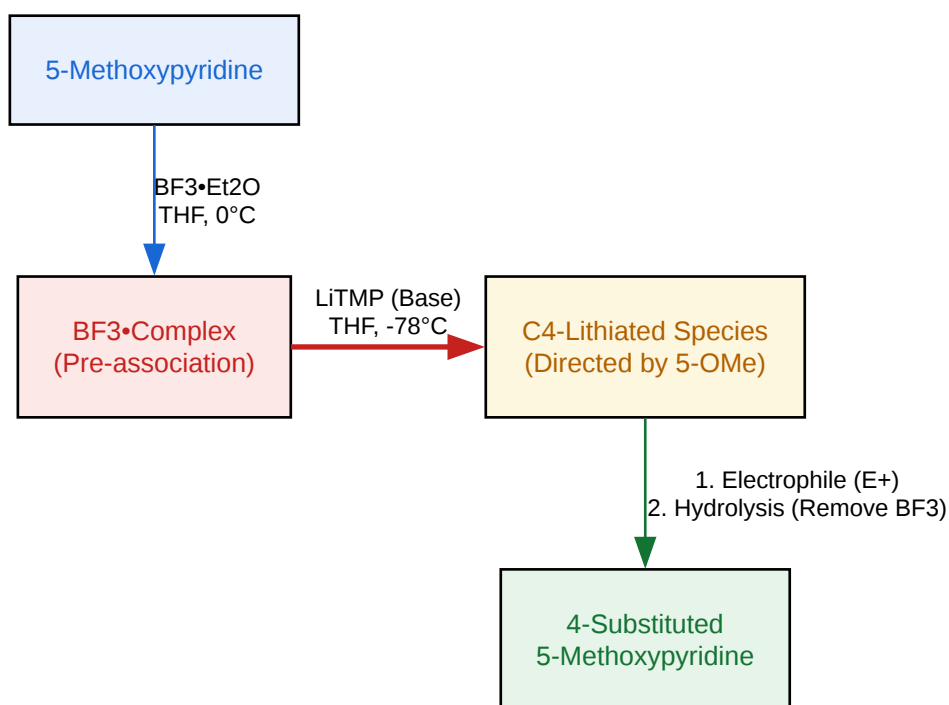 5-Methoxypyridine
BF3•Et2O
THF, 0°C
BF3•Complex
(Pre-association)
LiTMP (Base)
THF, -78°C
C4-Lithiated Species
(Directed by 5-OMe)
1. Electrophile (E+)
2. Hydrolysis (Remove BF3)
4-Substituted
5-Methoxypyridine